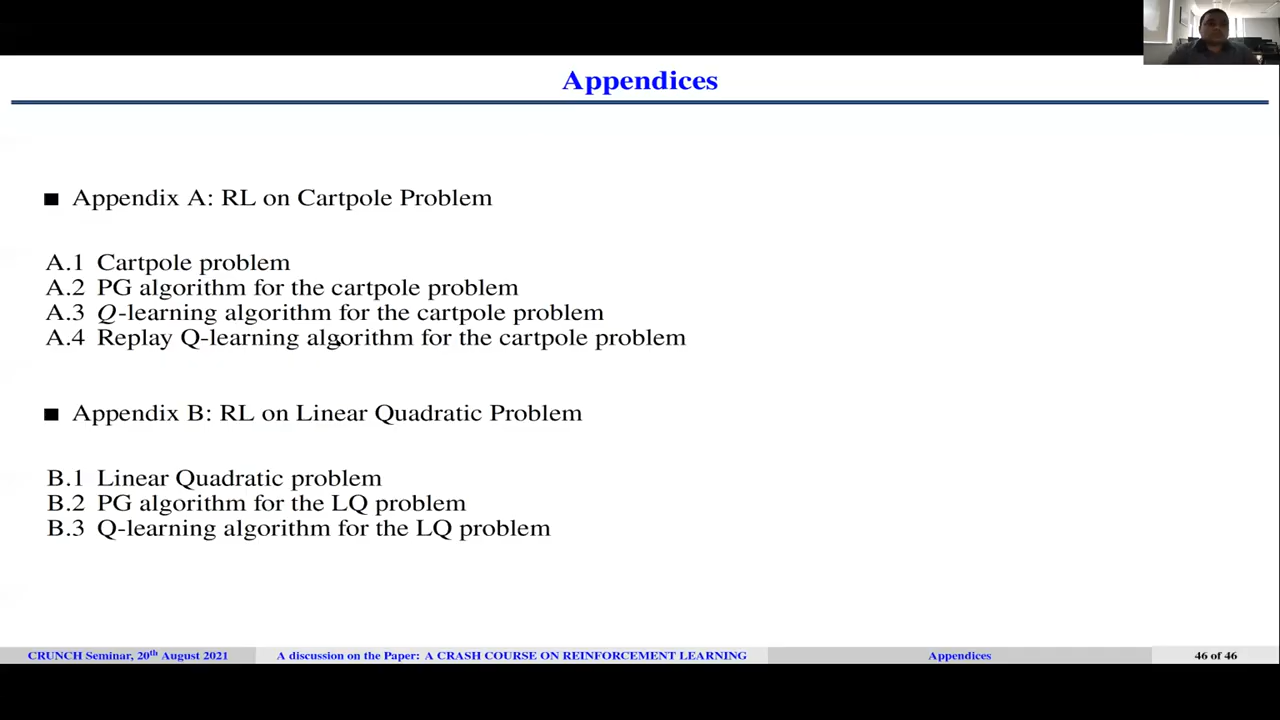 Appendices
■ Appendix A: RL on Cartpole Problem
A.1 Cartpole problem
A.2 PG algorithm for the cartpole problem
A.3 Q-learning algorithm for the cartpole problem
A.4 Replay Q-learning algorithm for the cartpole problem
■ Appendix B: RL on Linear Quadratic Problem
B.1 Linear Quadratic problem
B.2 PG algorithm for the LQ problem
B.3 Q-learning algorithm for the LQ problem
CRUNCH Seminar, 20th August 2021 A discussion on the Paper: A CRASH COURSE ON REINFORCEMENT LEARNING Appendices 46 of 46